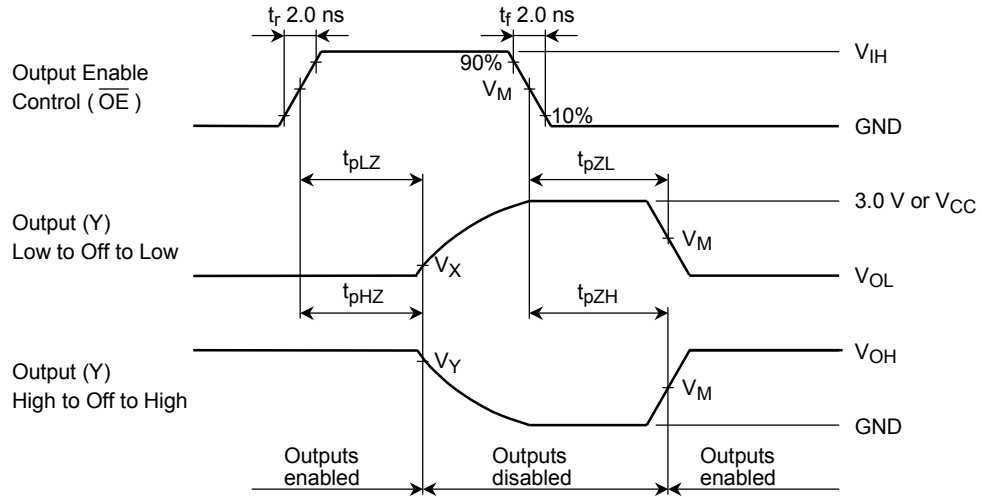 tr 2.0 ns
tf 2.0 ns
Output Enable
Control ( OE )
90%
VM
10%
VIH
GND
tpLZ
tpZL
Output (Y)
Low to Off to Low
VX
VM
3.0 V or VCC
VOL
tpHZ
tpZH
Output (Y)
High to Off to High
VY
VM
VOH
GND
Outputs
enabled
Outputs
disabled
Outputs
enabled